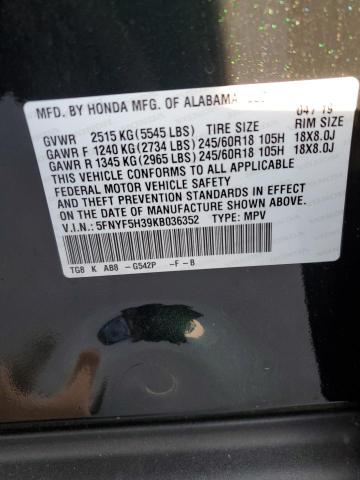 MFD. BY HONDA MFG. OF ALABAMA
04/19
GVWR 2515 KG (5545 LBS) TIRE SIZE RIM SIZE
GAWR F 1240 KG (2734 LBS) 245/60R18 105H 18X8.0J
GAWR R 1345 KG (2965 LBS) 245/60R18 105H 18X8.0J
THIS VEHICLE CONFORMS TO ALL APPLICABLE
FEDERAL MOTOR VEHICLE SAFETY
AND THEFT PREVENTION STANDARDS IN EFFECT
ON THE DATE OF MANUFACTURE SHOWN ABOVE.
V.I.N.: 5FNYF5H39KB036352 TYPE: MPV
TG8 K AB8 - G542P -F - B